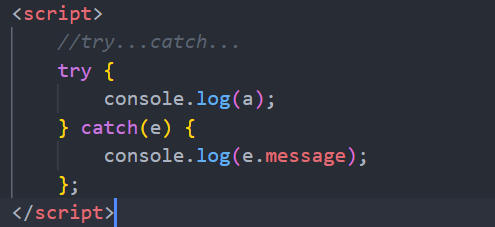 <script>
//try...catch...
try {
console.log(a);
} catch(e) {
console.log(e.message);
};
</script>